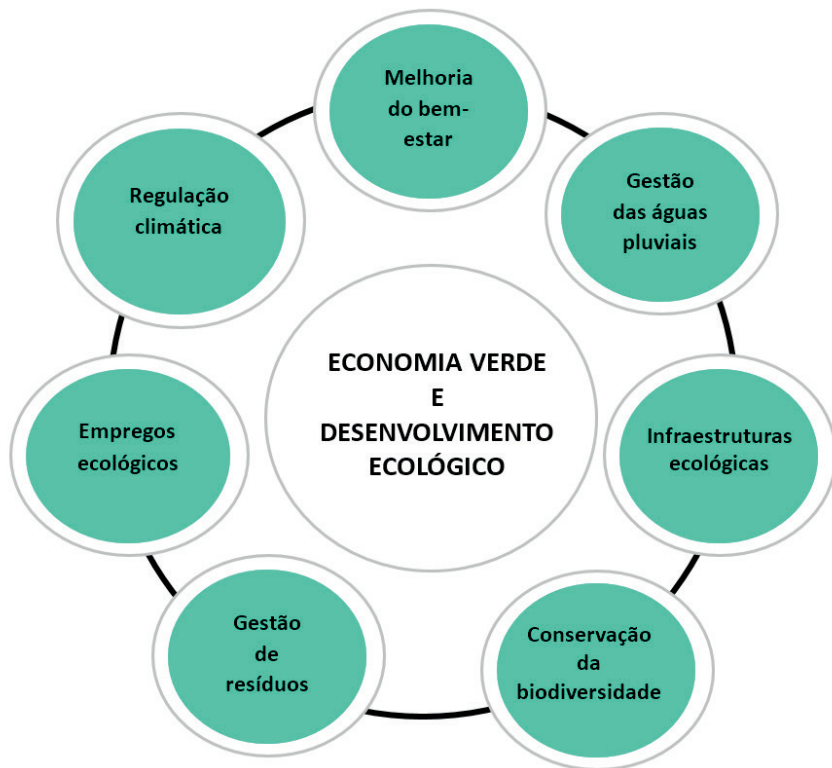 Melhoria
do bem-
estar
Gestão
das águas
pluviais
Infraestruturas
ecológicas
Conservação
da
biodiversidade
Gestão
de
resíduos
Empregos
ecológicos
Regulação
climática
ECONOMIA VERDE
E
DESENVOLVIMENTO
ECOLÓGICO